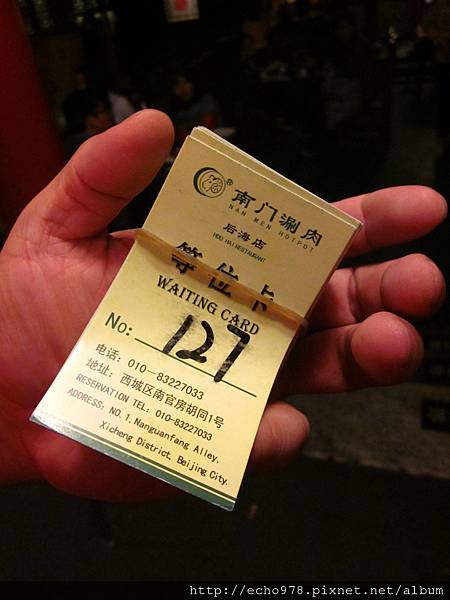 ®
南门涮肉
NAN MEN HOTPOT
后海店
HOU HAI RESTAURANT
等位卡
WAITING CARD
No: 127
电话: 010-83227033
地址: 西城区南官房胡同1号
RESERVATION TEL: 010-83227033
ADDRESS; NO. 1, Nanguanfang Alley,
Xicheng District, Beijing City.
http://echo978.pixnet.net/album